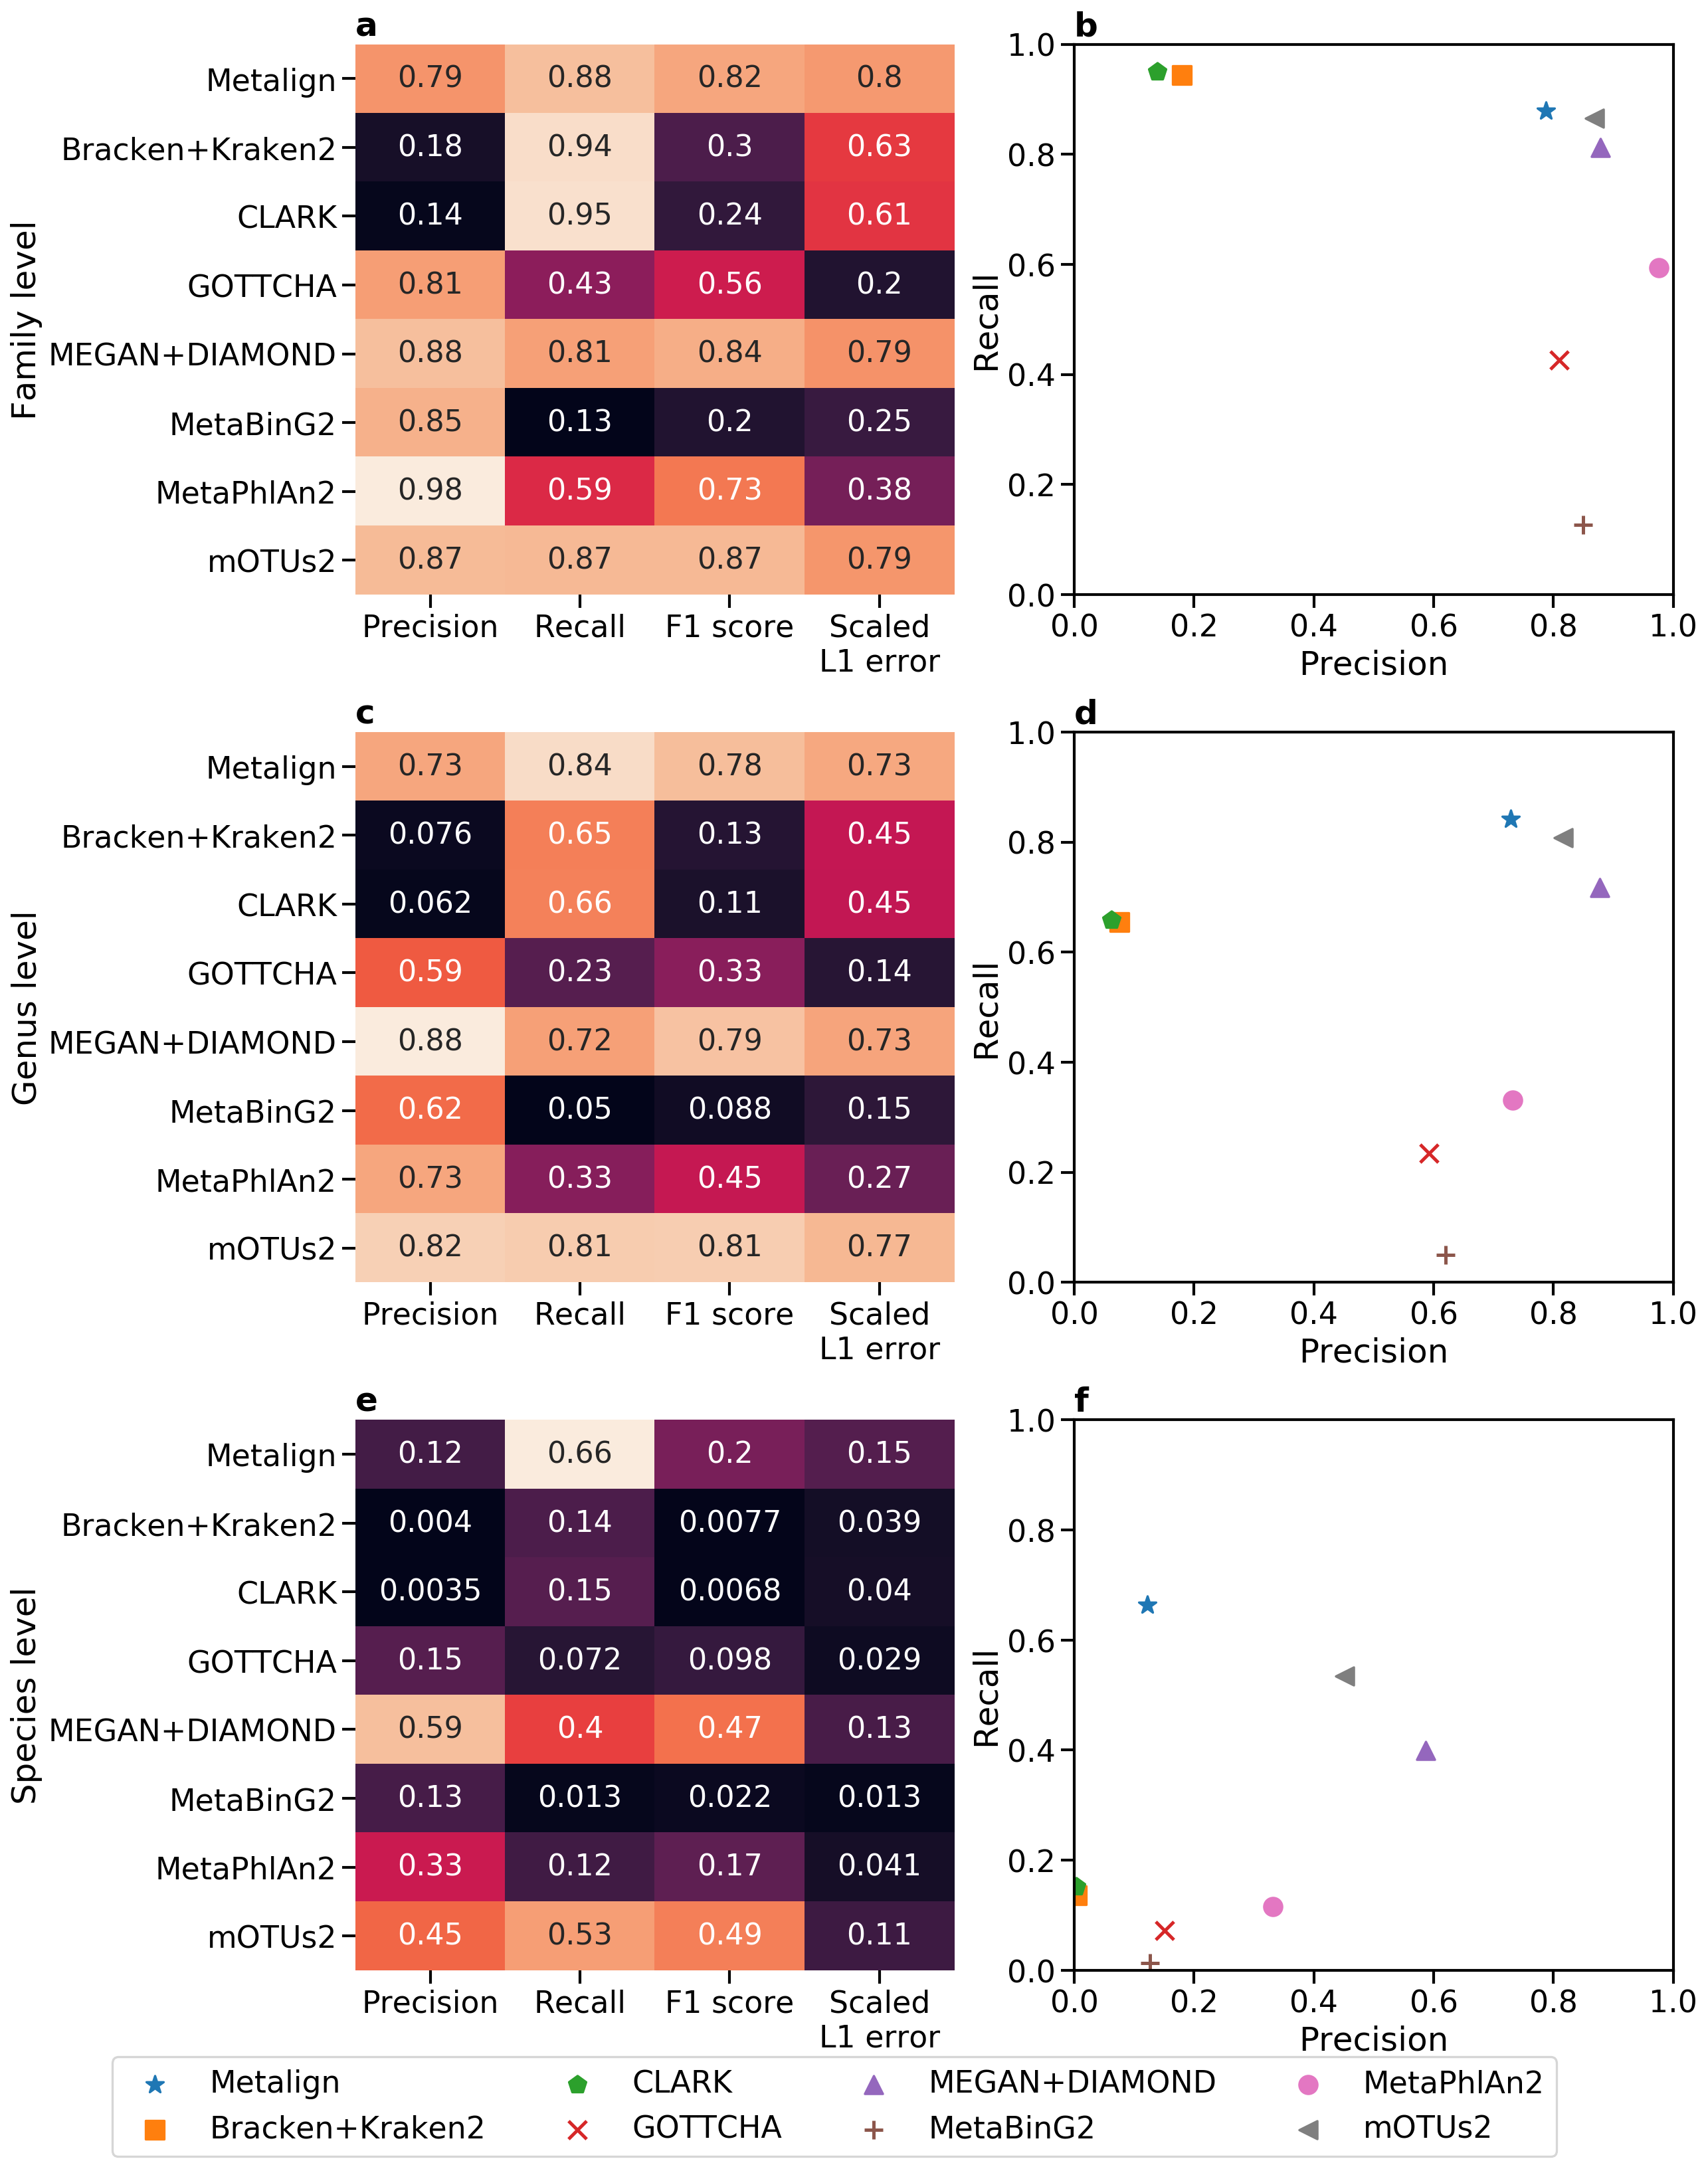 a
Family level
Metalign 0.79 0.88 0.82 0.8
Bracken+Kraken2 0.18 0.94 0.3 0.63
CLARK 0.14 0.95 0.24 0.61
GOTTCHA 0.81 0.43 0.56 0.2
MEGAN+DIAMOND 0.88 0.81 0.84 0.79
MetaBinG2 0.85 0.13 0.2 0.25
MetaPhlAn2 0.98 0.59 0.73 0.38
mOTUs2 0.87 0.87 0.87 0.79
Precision Recall F1 score Scaled
L1 error
b
Recall
1.0
0.8
0.6
0.4
0.2
0.0
0.0 0.2 0.4 0.6 0.8 1.0
Precision
c
Genus level
Metalign 0.73 0.84 0.78 0.73
Bracken+Kraken2 0.076 0.65 0.13 0.45
CLARK 0.062 0.66 0.11 0.45
GOTTCHA 0.59 0.23 0.33 0.14
MEGAN+DIAMOND 0.88 0.72 0.79 0.73
MetaBinG2 0.62 0.05 0.088 0.15
MetaPhlAn2 0.73 0.33 0.45 0.27
mOTUs2 0.82 0.81 0.81 0.77
Precision Recall F1 score Scaled
L1 error
d
Recall
1.0
0.8
0.6
0.4
0.2
0.0
0.0 0.2 0.4 0.6 0.8 1.0
Precision
e
Species level
Metalign 0.12 0.66 0.2 0.15
Bracken+Kraken2 0.004 0.14 0.0077 0.039
CLARK 0.0035 0.15 0.0068 0.04
GOTTCHA 0.15 0.072 0.098 0.029
MEGAN+DIAMOND 0.59 0.4 0.47 0.13
MetaBinG2 0.13 0.013 0.022 0.013
MetaPhlAn2 0.33 0.12 0.17 0.041
mOTUs2 0.45 0.53 0.49 0.11
Precision Recall F1 score Scaled
L1 error
f
Recall
1.0
0.8
0.6
0.4
0.2
0.0
0.0 0.2 0.4 0.6 0.8 1.0
Precision
Metalign CLARK MEGAN+DIAMOND MetaPhlAn2
Bracken+Kraken2 GOTTCHA MetaBinG2 mOTUs2